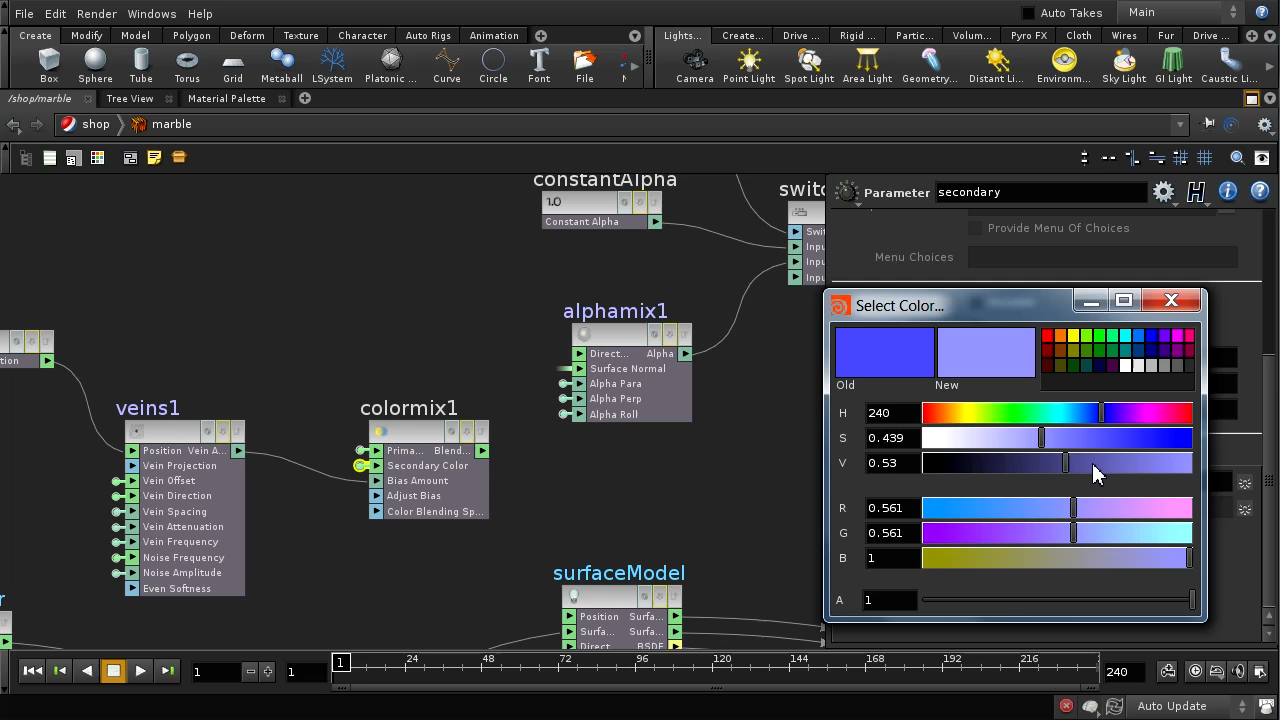 File Edit Render Windows Help Auto Takes Main
Create Modify Model Polygon Deform Texture Character Auto Rigs Animation Lights... Create... Drive ... Rigid ... Partic... Volum... Pyro FX Cloth Wires Fur Drive ...
Box Sphere Tube Torus Grid Metaball LSystem Platonic ... Curve Circle Font File Camera Point Light Spot Light Area Light Geometry... Distant Li... Environm... Sky Light GI Light Caustic Li...
/shop/marble Tree View Material Palette
shop marble
constantAlpha
1.0
Constant Alpha
switc
Swit
Inpu
Inpu
Inpu
Parameter secondary
Provide Menu Of Choices
Menu Choices
alphamix1
Direct... Alpha
Surface Normal
Alpha Para
Alpha Perp
Alpha Roll
tion
veins1
Position Vein A...
Vein Projection
Vein Offset
Vein Direction
Vein Spacing
Vein Attenuation
Vein Frequency
Noise Frequency
Noise Amplitude
Even Softness
colormix1
Prima... Blend...
Secondary Color
Bias Amount
Adjust Bias
Color Blending Sp...
surfaceModel
Position Surfa...
Surfa... Surfa...
Direct BSDF
r
Select Color...
Old New
H 240
S 0.439
V 0.53
R 0.561
G 0.561
B 1
A 1
1 1 1 24 48 72 96 120 144 168 192 216 240
Auto Update